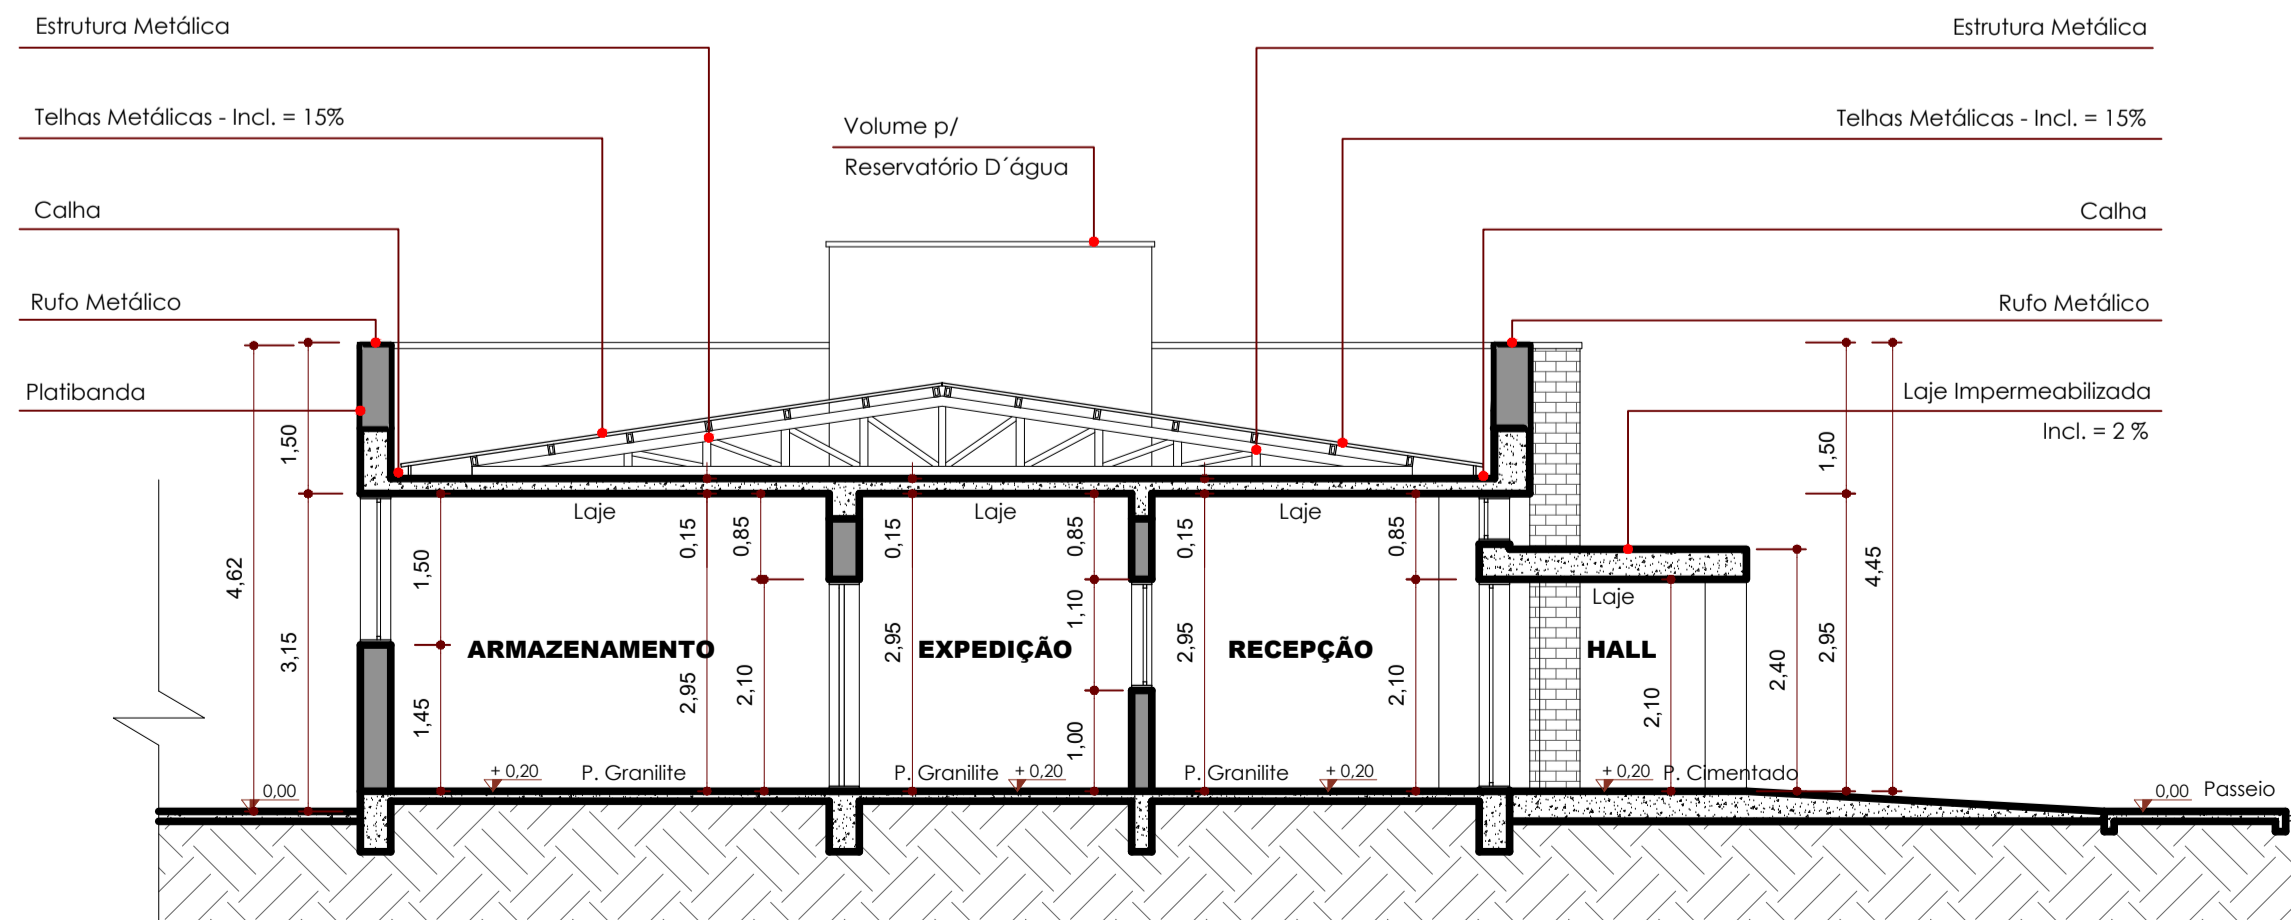 Estrutura Metálica
Estrutura Metálica
Telhas Metálicas - Incl. = 15%
Volume p/
Reservatório D´água
Telhas Metálicas - Incl. = 15%
Calha
Calha
Rufo Metálico
Rufo Metálico
Platibanda
Laje Impermeabilizada
Incl. = 2 %
1,50
1,50
Laje
Laje
Laje
4,62
3,15
1,50
0,15
0,85
0,15
0,85
0,15
0,85
4,45
1,10
Laje
ARMAZENAMENTO
EXPEDIÇÃO
RECEPÇÃO
HALL
1,45
2,95
2,10
2,95
1,00
2,95
2,10
2,10
2,40
2,95
0,00
+ 0,20
P. Granilite
P. Granilite
+ 0,20
P. Granilite
+ 0,20
+ 0,20
P. Cimentado
0,00
Passeio